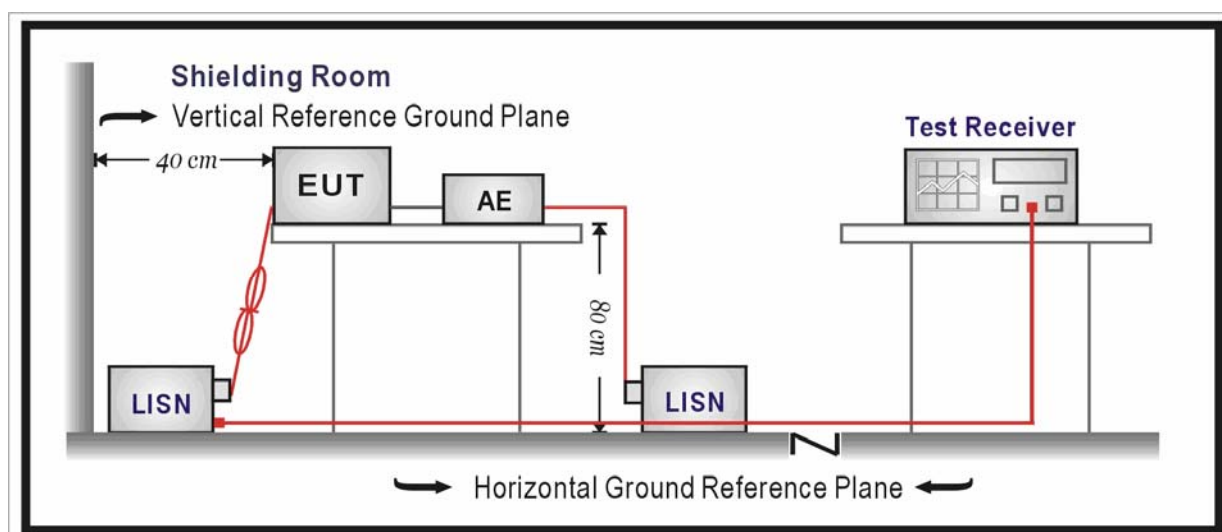 Shielding Room
Vertical Reference Ground Plane
Test Receiver
40 cm
EUT
AE
80 cm
LISN
LISN
Horizontal Ground Reference Plane